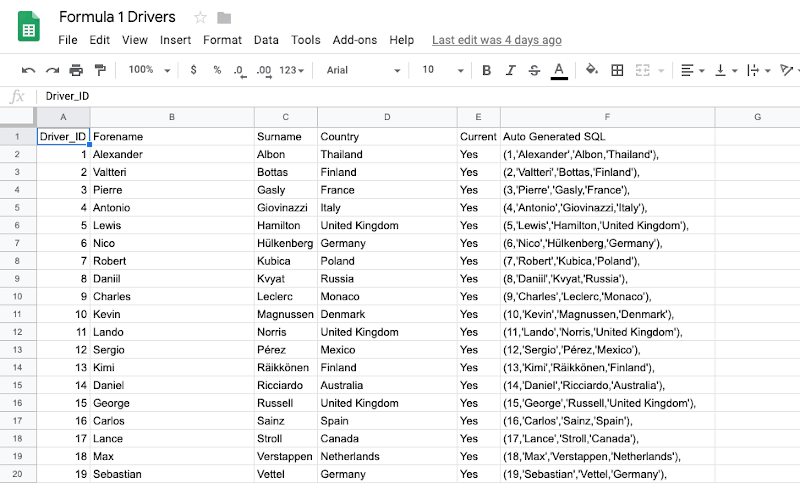 Formula 1 Drivers
File Edit View Insert Format Data Tools Add-ons Help Last edit was 4 days ago
100% $ % .0 .00 123 Arial 10 B I S A
fx Driver_ID
A B C D E F G
1 Driver_ID Forename Surname Country Current Auto Generated SQL
2 1 Alexander Albon Thailand Yes (1,'Alexander','Albon,'Thailand'),
3 2 Valtteri Bottas Finland Yes (2,'Valtteri','Bottas,'Finland'),
4 3 Pierre Gasly France Yes (3,'Pierre','Gasly,'France'),
5 4 Antonio Giovinazzi Italy Yes (4,'Antonio','Giovinazzi,'Italy'),
6 5 Lewis Hamilton United Kingdom Yes (5,'Lewis','Hamilton,'United Kingdom'),
7 6 Nico Hülkenberg Germany Yes (6,'Nico','Hülkenberg,'Germany'),
8 7 Robert Kubica Poland Yes (7,'Robert','Kubica,'Poland'),
9 8 Daniil Kvyat Russia Yes (8,'Daniil','Kvyat,'Russia'),
10 9 Charles Leclerc Monaco Yes (9,'Charles','Leclerc,'Monaco'),
11 10 Kevin Magnussen Denmark Yes (10,'Kevin','Magnussen,'Denmark'),
12 11 Lando Norris United Kingdom Yes (11,'Lando','Norris,'United Kingdom'),
13 12 Sergio Pérez Mexico Yes (12,'Sergio','Pérez,'Mexico'),
14 13 Kimi Räikkönen Finland Yes (13,'Kimi','Räikkönen,'Finland'),
15 14 Daniel Ricciardo Australia Yes (14,'Daniel','Ricciardo,'Australia'),
16 15 George Russell United Kingdom Yes (15,'George','Russell,'United Kingdom'),
17 16 Carlos Sainz Spain Yes (16,'Carlos','Sainz,'Spain'),
18 17 Lance Stroll Canada Yes (17,'Lance','Stroll,'Canada'),
19 18 Max Verstappen Netherlands Yes (18,'Max','Verstappen,'Netherlands'),
20 19 Sebastian Vettel Germany Yes (19,'Sebastian','Vettel,'Germany'),